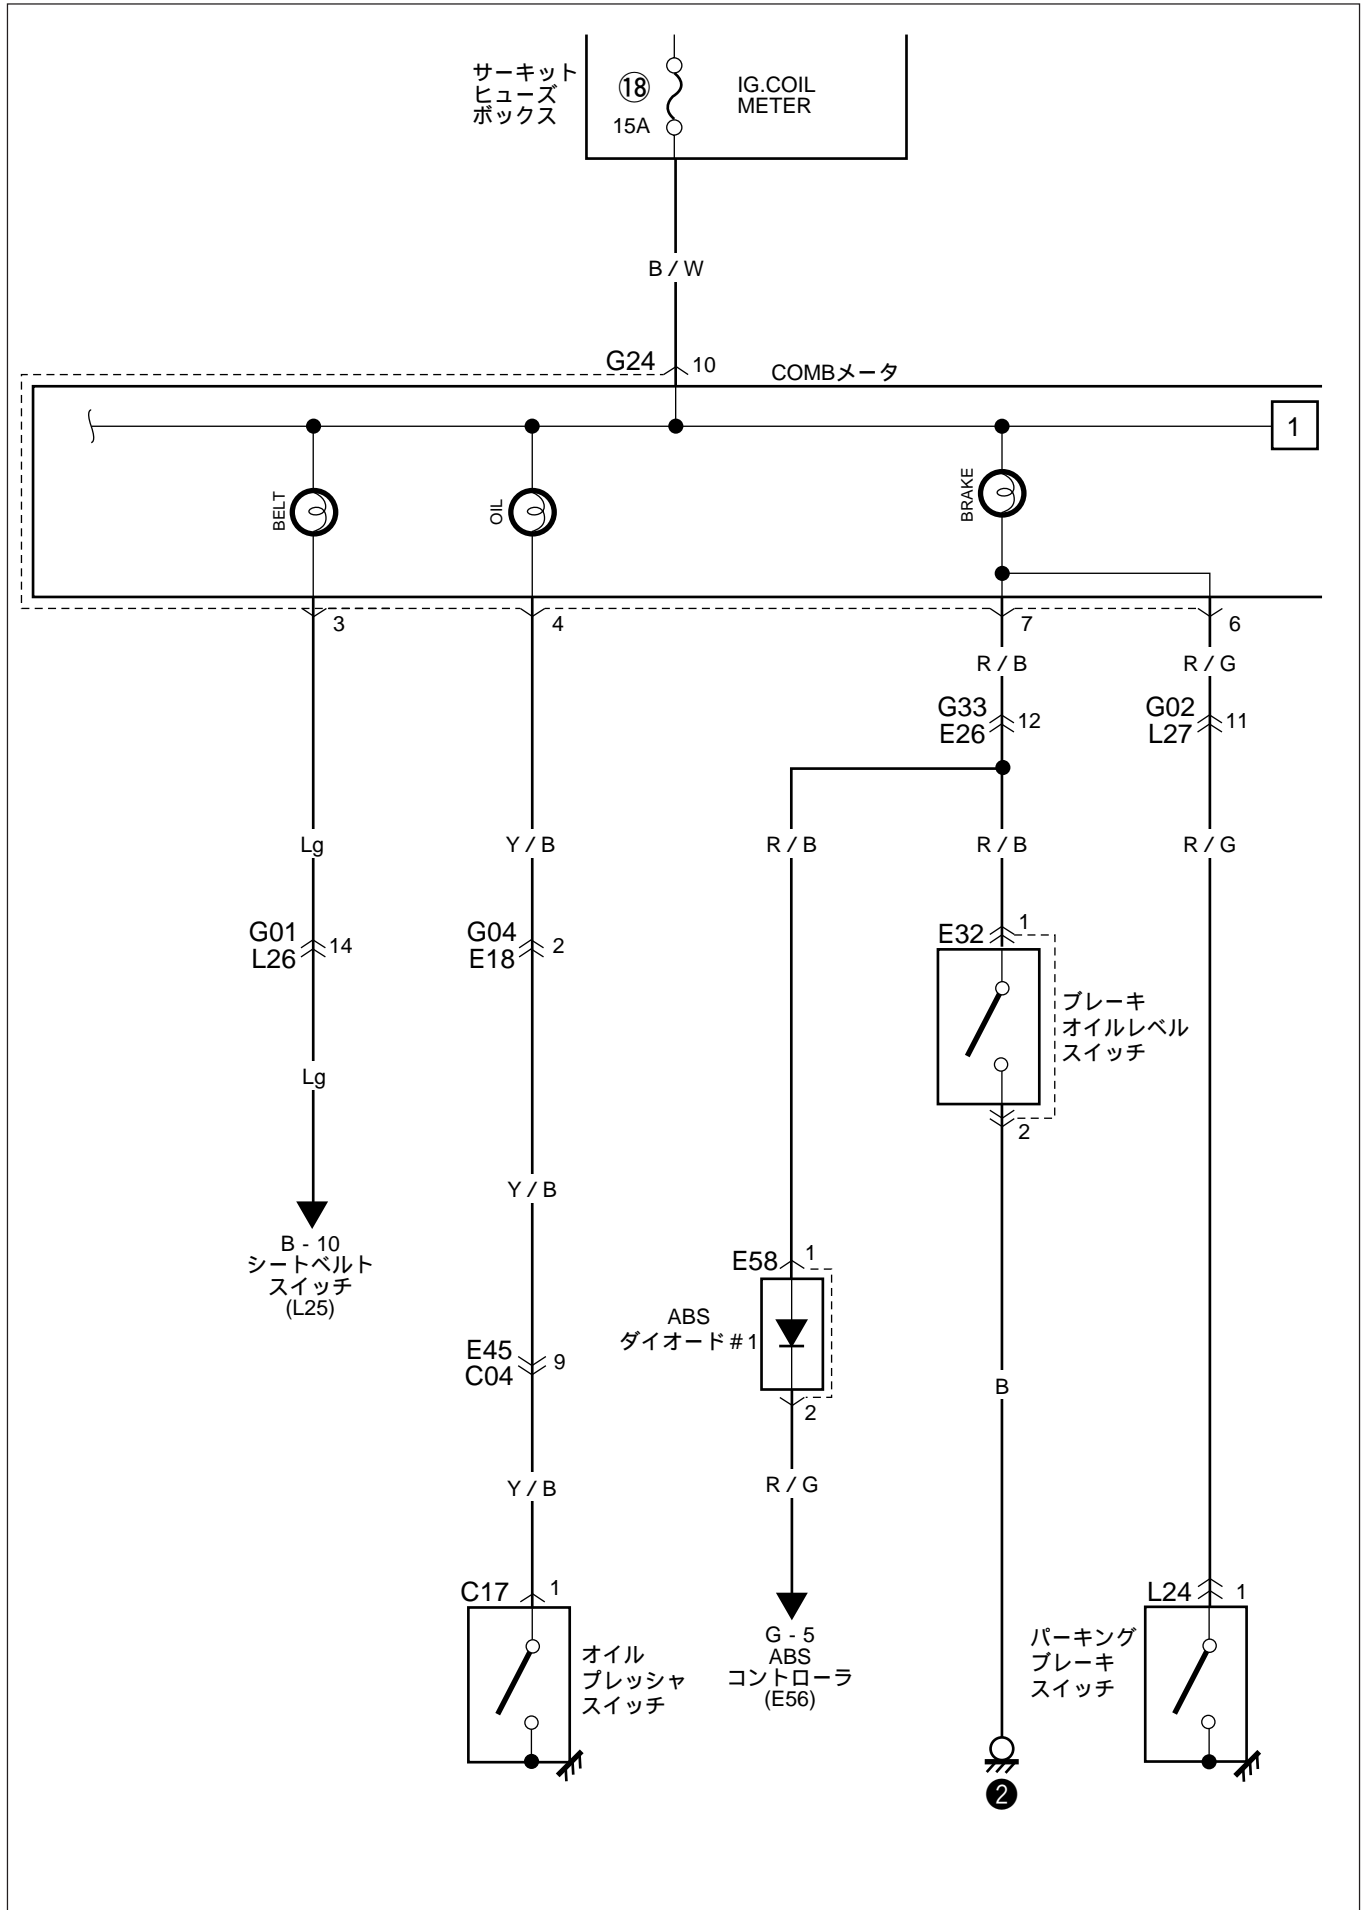 サーキット
ヒューズ
ボックス
⑱
15A
IG.COIL
METER
B / W
G24
10
COMBメータ
1
BELT
OIL
BRAKE
3
4
7
6
R / B
R / G
G33
E26
12
G02
L27
11
Lg
Y / B
R / B
R / B
R / G
G01
L26
14
G04
E18
2
E32
1
ブレーキ
オイルレベル
スイッチ
2
Lg
Y / B
B - 10
シートベルト
スイッチ
(L25)
E58
1
ABS
ダイオード#1
2
E45
C04
9
B
Y / B
R / G
C17
1
オイル
プレッシャ
スイッチ
G - 5
ABS
コントローラ
(E56)
L24
1
パーキング
ブレーキ
スイッチ
❷